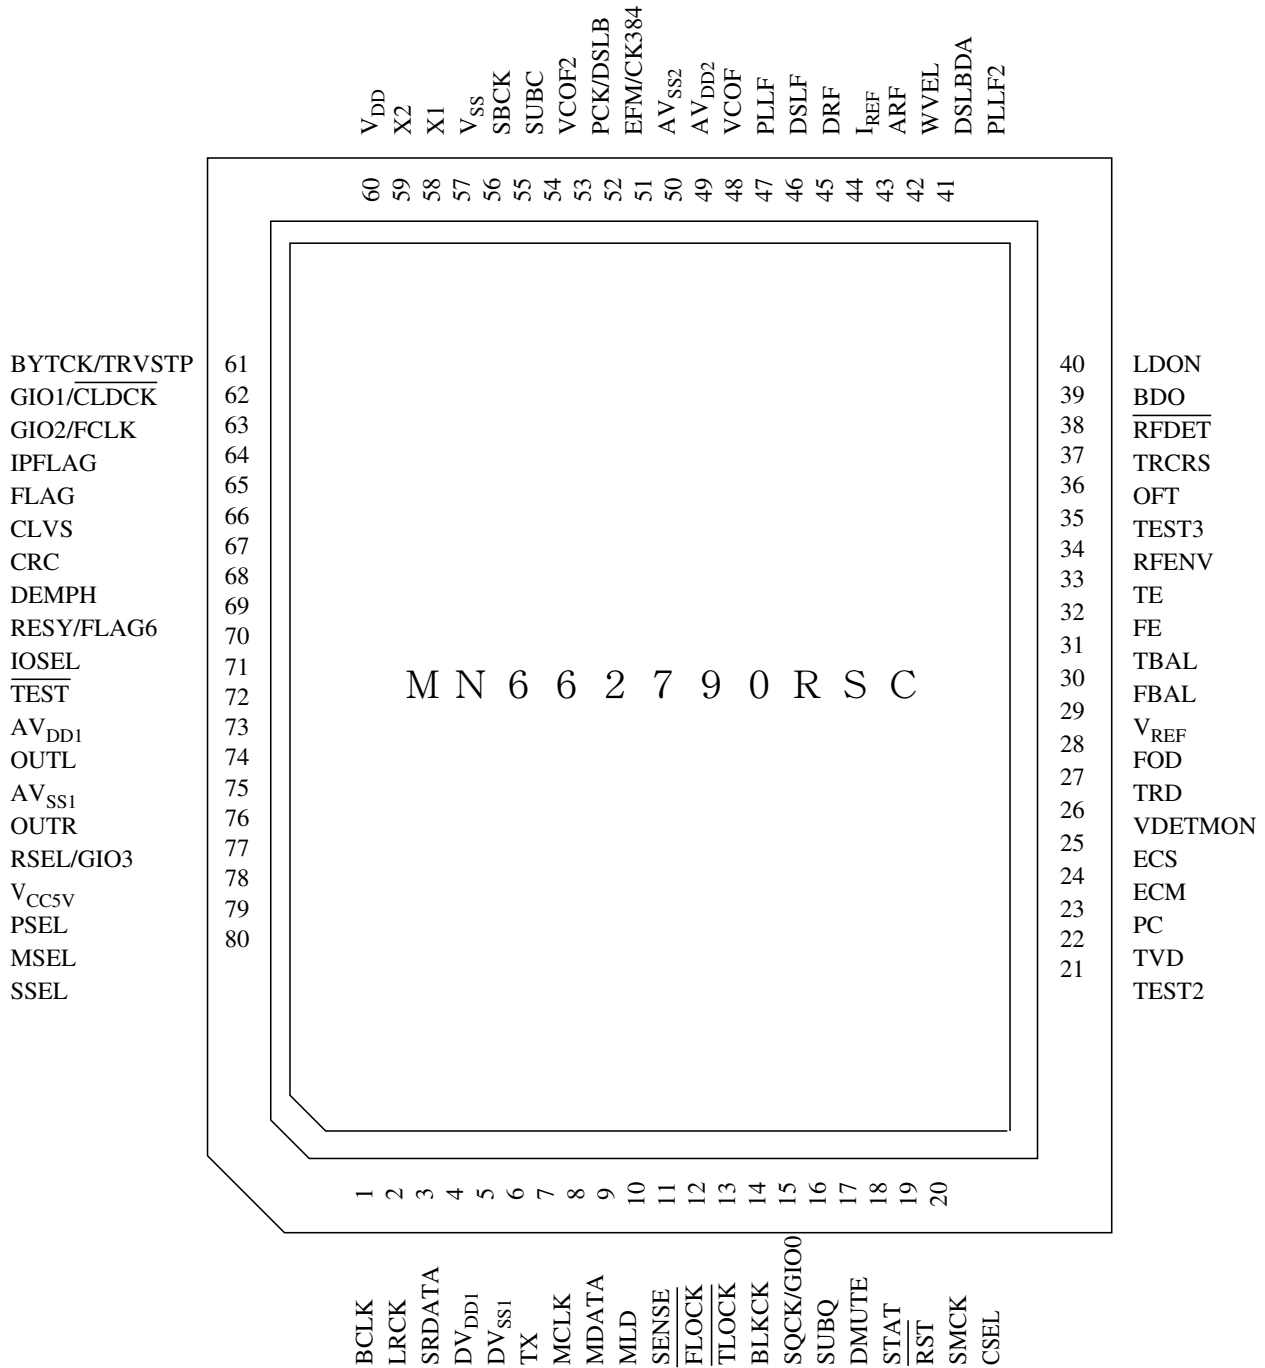 V_DD
X2
X1
V_SS
SBCK
SUBC
VCOF2
PCK/DSLB
EFM/CK384
AV_SS2
AV_DD2
VCOF
PLLF
DSLF
DRF
I_REF
ARF
WVEL
DSLBDA
PLLF2
60 59 58 57 56 55 54 53 52 51 50 49 48 47 46 45 44 43 42 41
BYTCK/TRVSTP 61
GIO1/CLDCK 62
GIO2/FCLK 63
IPFLAG 64
FLAG 65
CLVS 66
CRC 67
DEMPH 68
RESY/FLAG6 69
IOSEL 70
TEST 71
AV_DD1 72
OUTL 73
AV_SS1 74
OUTR 75
RSEL/GIO3 76
V_CC5V 77
PSEL 78
MSEL 79
SSEL 80
MN662790RSC
40 LDON
39 BDO
38 RFDET
37 TRCRS
36 OFT
35 TEST3
34 RFENV
33 TE
32 FE
31 TBAL
30 FBAL
29 V_REF
28 FOD
27 TRD
26 VDETMON
25 ECS
24 ECM
23 PC
22 TVD
21 TEST2
1 2 3 4 5 6 7 8 9 10 11 12 13 14 15 16 17 18 19 20
BCLK
LRCK
SRDATA
DV_DD1
DV_SS1
TX
MCLK
MDATA
MLD
SENSE
FLOCK
TLOCK
BLKCK
SQCK/GIO0
SUBQ
DMUTE
STAT
RST
SMCK
CSEL